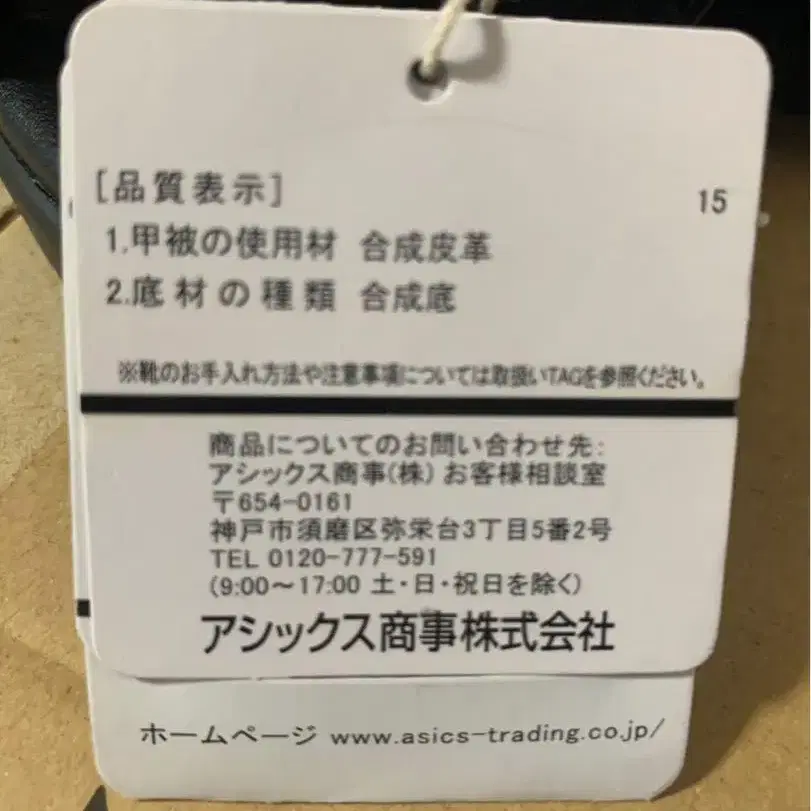 [品質表示]
15
1.甲被の使用材 合成皮革
2.底材の種類 合成底
※靴のお手入れ方法や注意事項については取扱いTAGを参照ください。
商品についてのお問い合わせ先:
アシックス商事(株) お客様相談室
〒654-0161
神戸市須磨区弥栄台3丁目5番2号
TEL 0120-777-591
(9:00～17:00 土・日・祝日を除く)
アシックス商事株式会社
ホームページ www.asics-trading.co.jp/